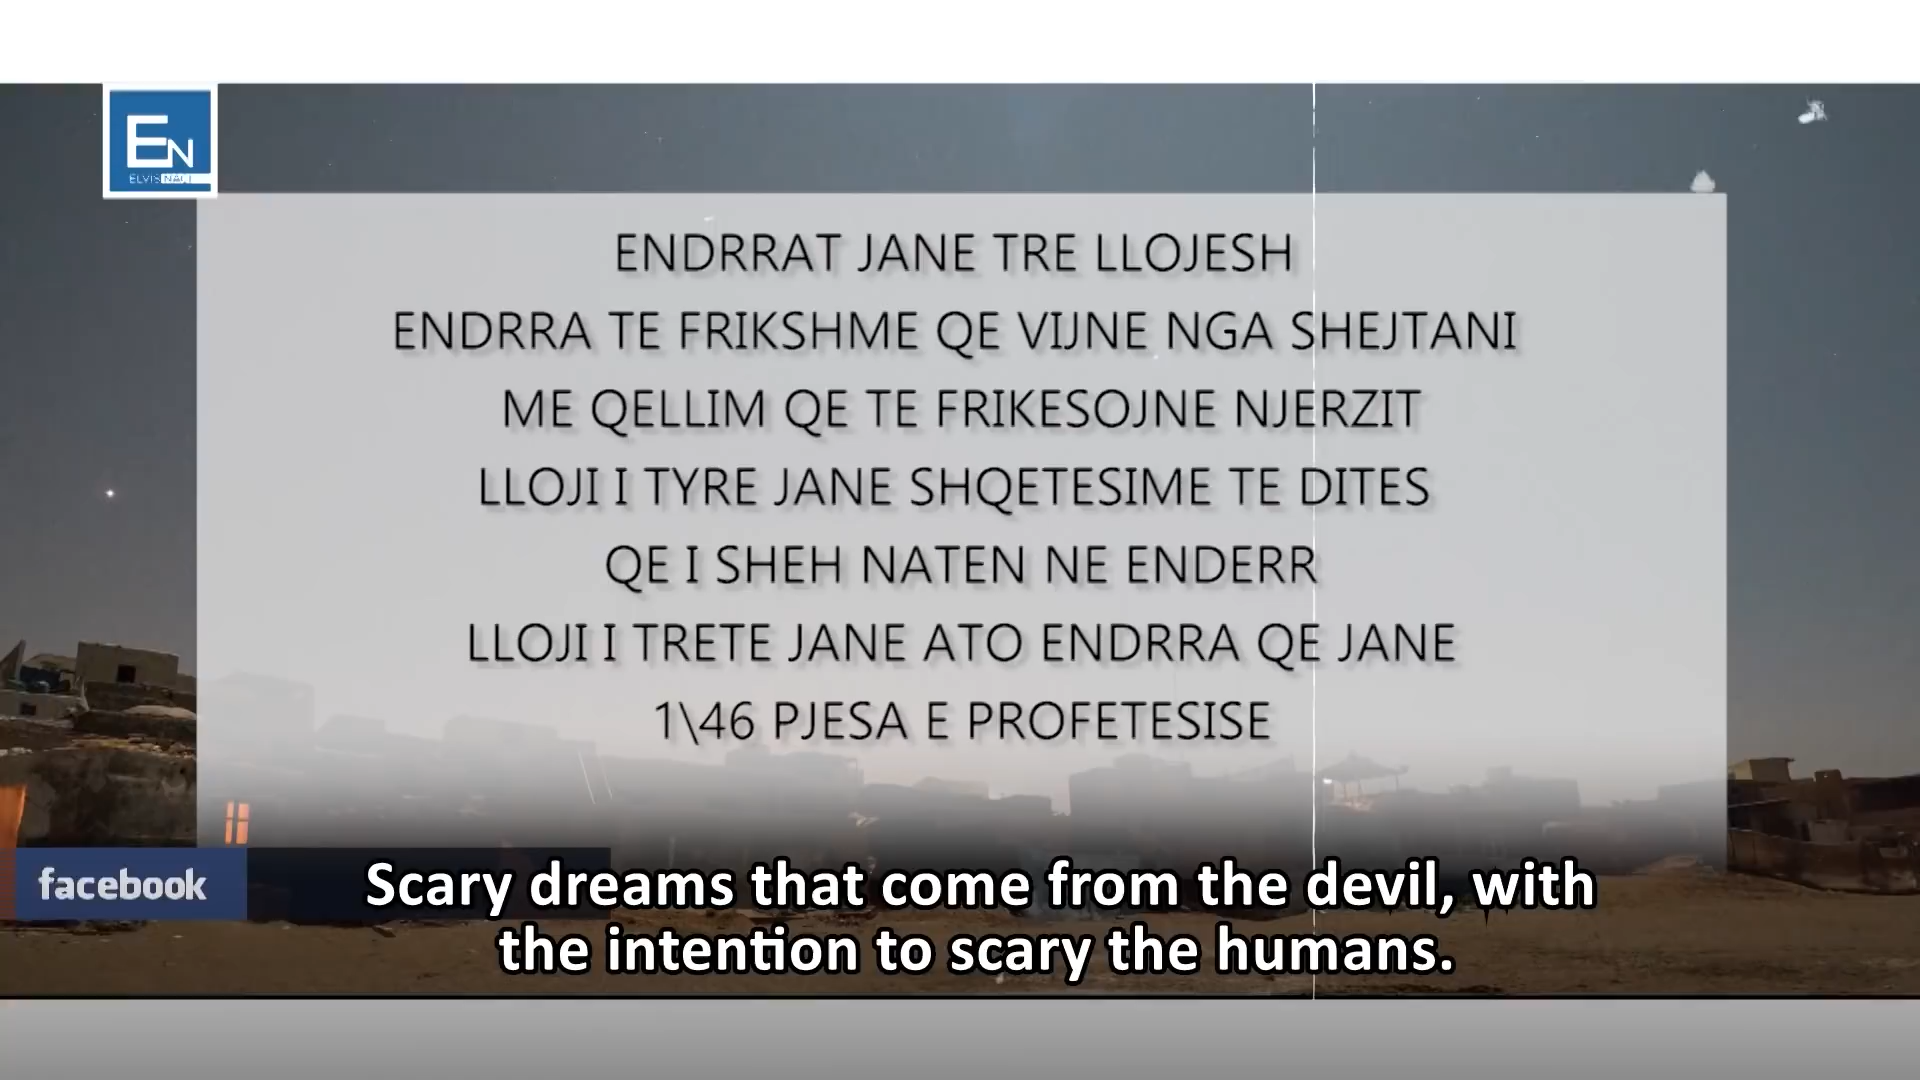 EN
ELVIS NACI
ENDRRAT JANE TRE LLOJESH
ENDRRA TE FRIKSHME QE VIJNE NGA SHEJTANI
ME QELLIM QE TE FRIKESOJNE NJERZIT
LLOJI I TYRE JANE SHQETESIME TE DITES
QE I SHEH NATEN NE ENDERR
LLOJI I TRETE JANE ATO ENDRRA QE JANE
1\46 PJESA E PROFETESISE
facebook
Scary dreams that come from the devil, with
the intention to scary the humans.